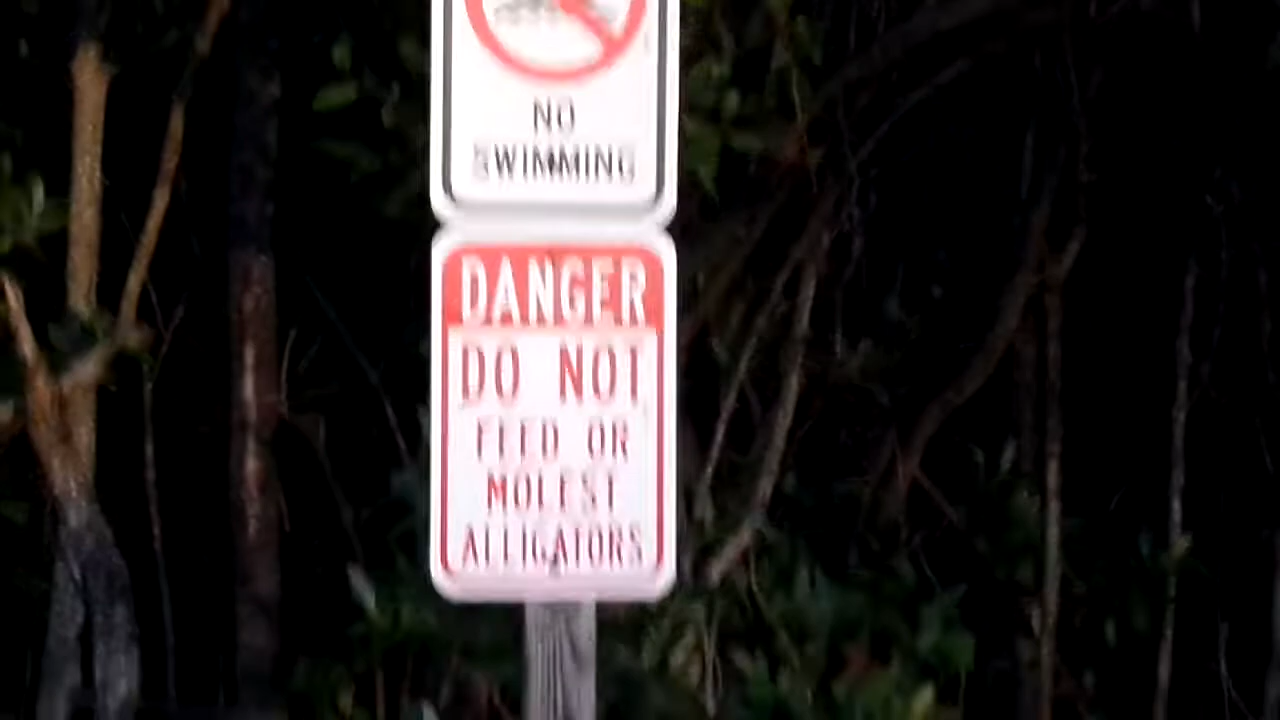 NO
SWIMMING
DANGER
DO NOT
FEED OR
MOLEST
ALLIGATORS